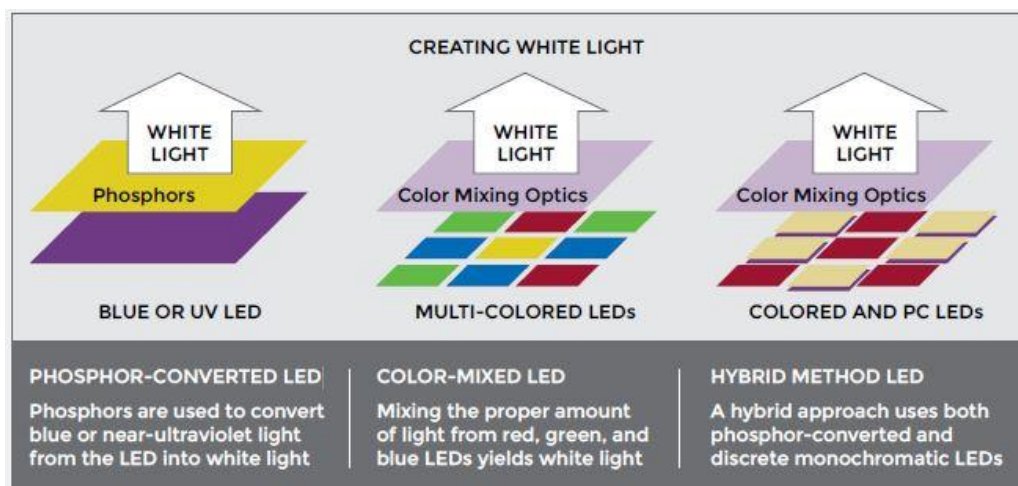 CREATING WHITE LIGHT
WHITE
LIGHT
Phosphors
BLUE OR UV LED
WHITE
LIGHT
Color Mixing Optics
MULTI-COLORED LEDs
WHITE
LIGHT
Color Mixing Optics
COLORED AND PC LEDs
PHOSPHOR-CONVERTED LED
Phosphors are used to convert
blue or near-ultraviolet light
from the LED into white light
COLOR-MIXED LED
Mixing the proper amount
of light from red, green, and
blue LEDs yields white light
HYBRID METHOD LED
A hybrid approach uses both
phosphor-converted and
discrete monochromatic LEDs